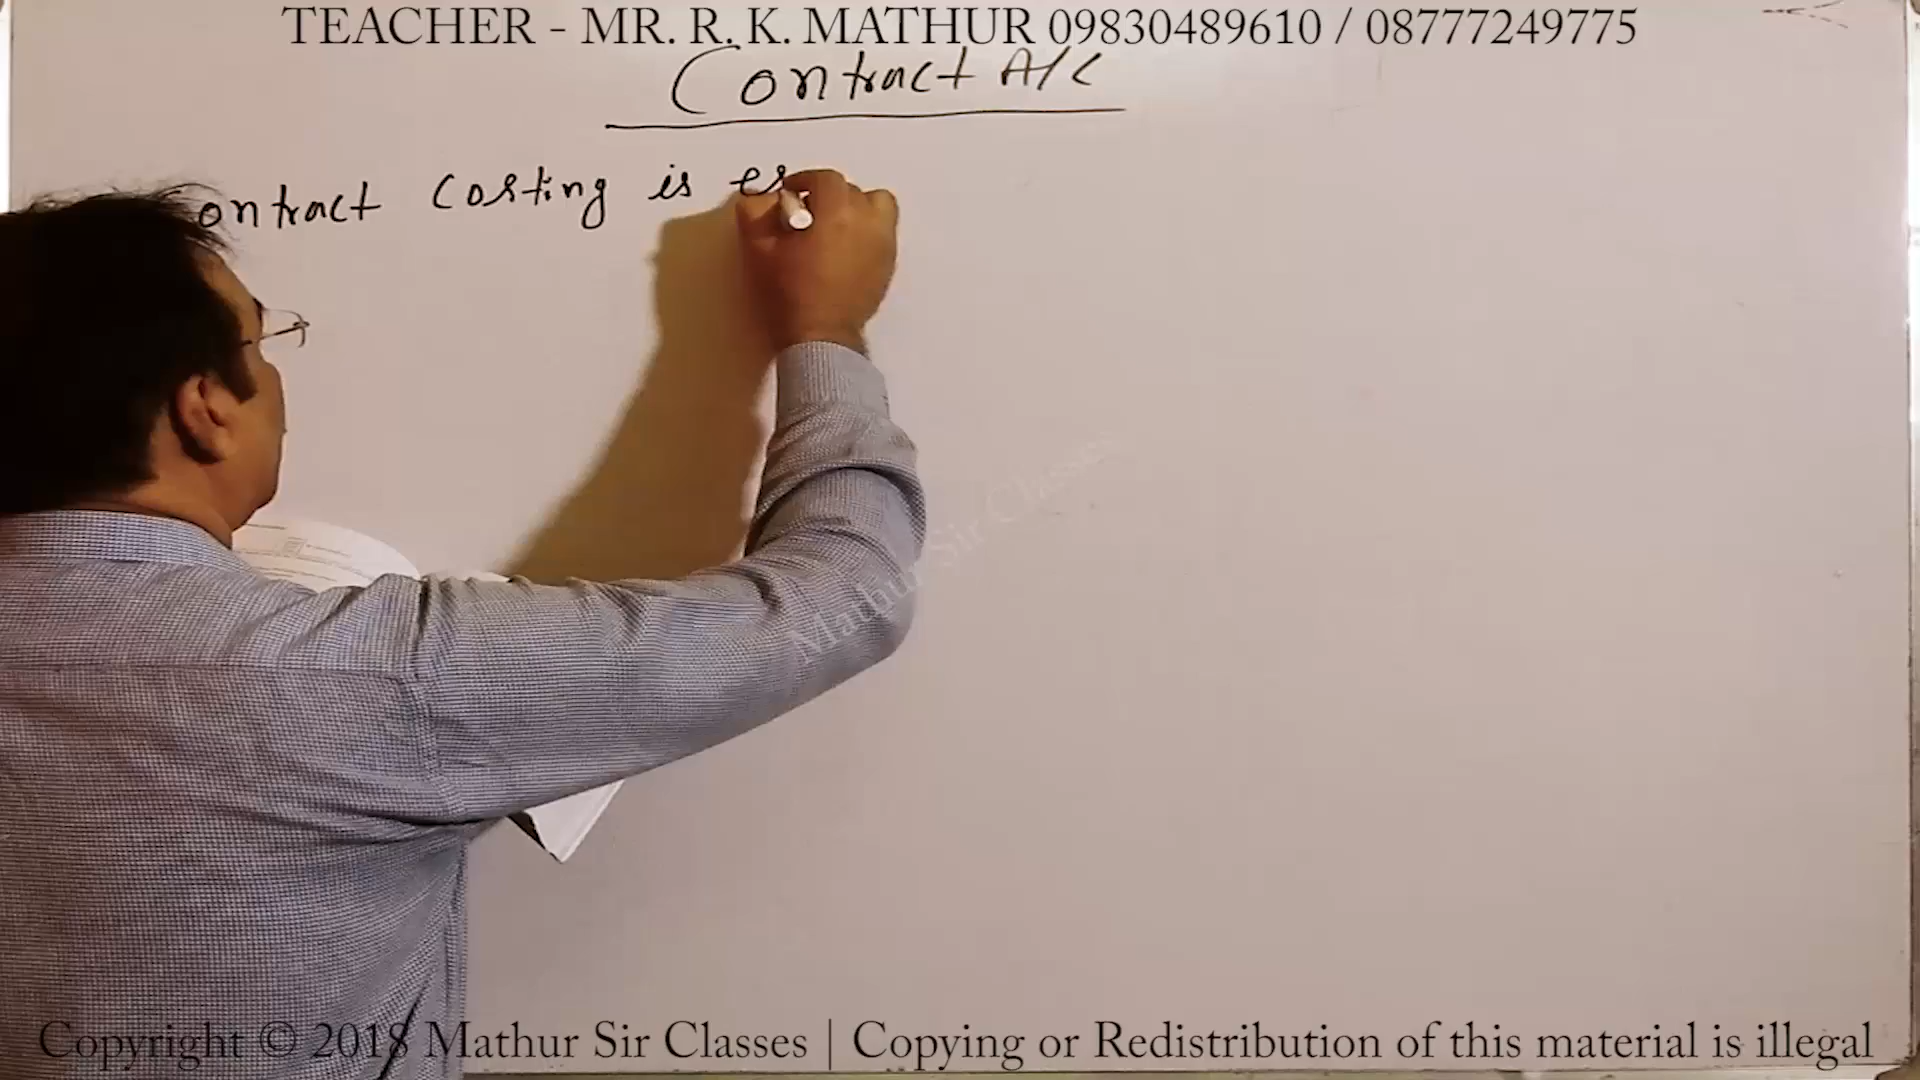 TEACHER - MR. R. K. MATHUR 09830489610 / 08777249775
Contract A/C
ontract Costing is es
Mathur Sir Classes
Copyright © 2018 Mathur Sir Classes | Copying or Redistribution of this material is illegal